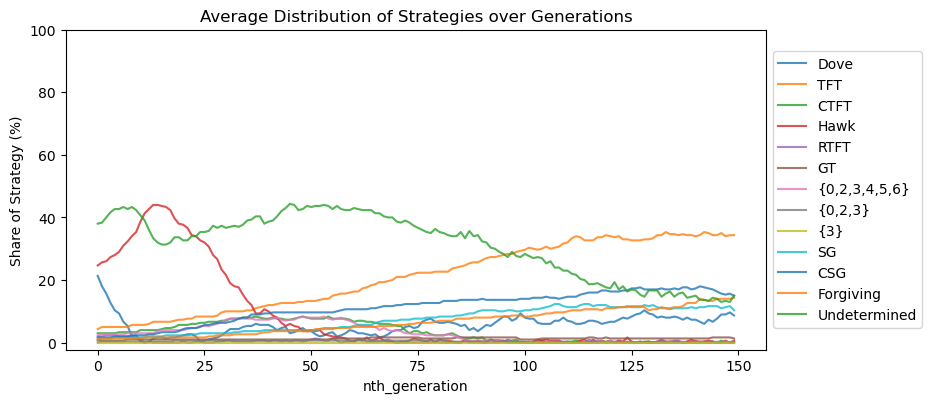 Average Distribution of Strategies over Generations
Share of Strategy (%)
100
80
60
40
20
0
0
25
50
75
100
125
150
nth_generation
Dove
TFT
CTFT
Hawk
RTFT
GT
{0,2,3,4,5,6}
{0,2,3}
{3}
SG
CSG
Forgiving
Undetermined